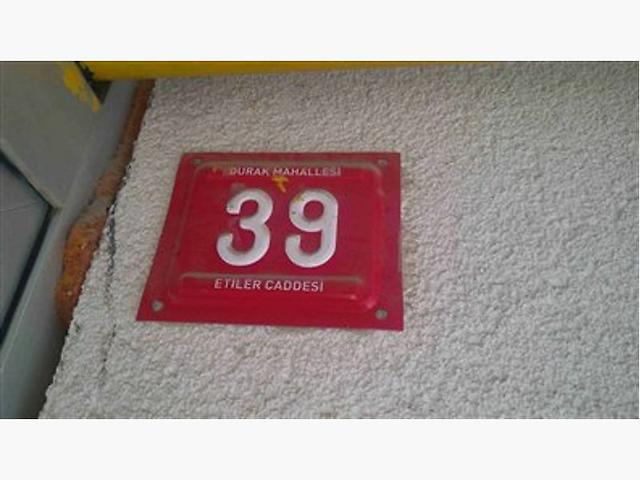 DURAK MAHALLESİ
39
ETİLER CADDESİ